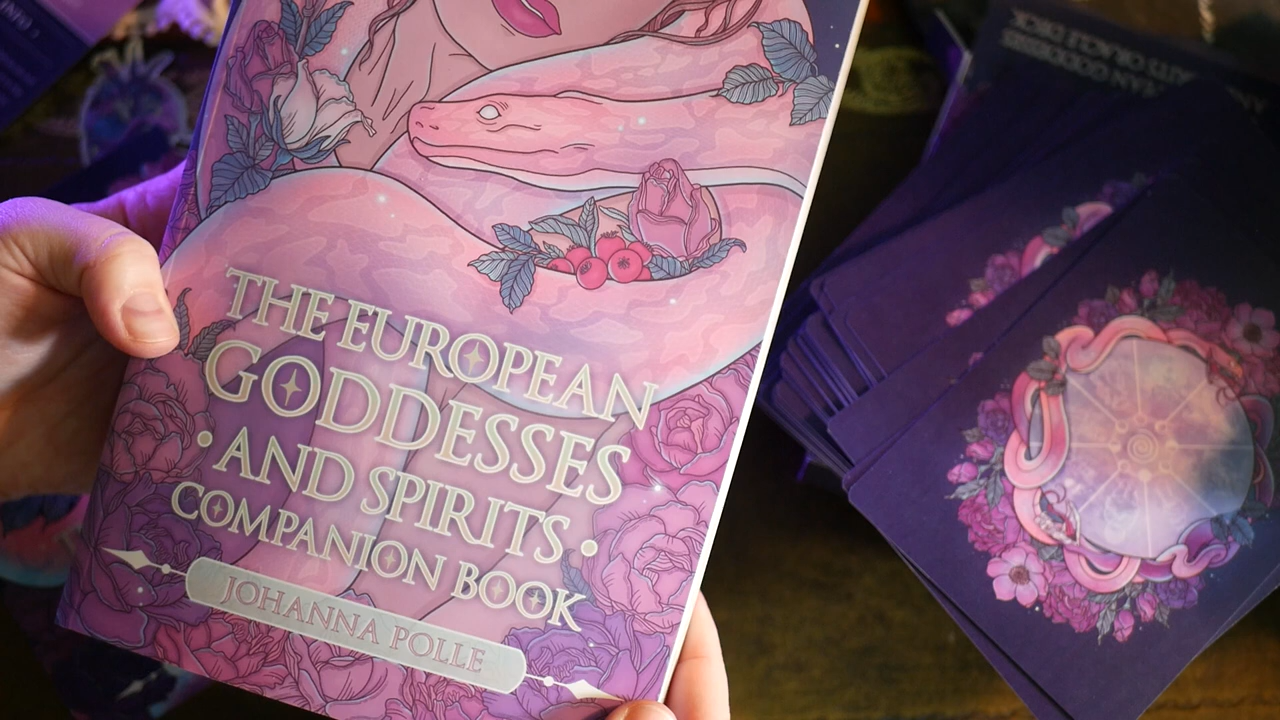 THE EUROPEAN
GODDESSES
• AND SPIRITS •
COMPANION BOOK
JOHANNA POLLE